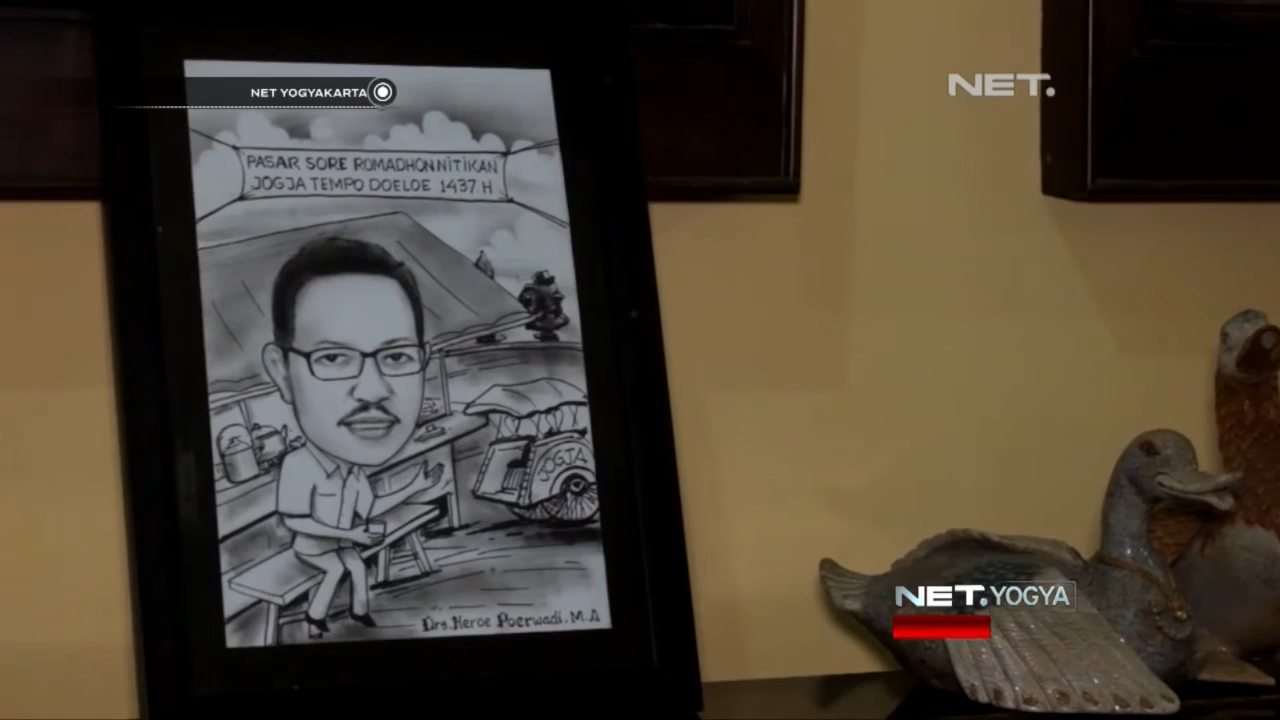 NET YOGYAKARTA
NET.
PASAR SORE ROMADHON NITIKAN
JOGJA TEMPO DOELOE 1437 H
JOGJA
Drs. Heroe Poerwadi. M.A
NET. YOGYA